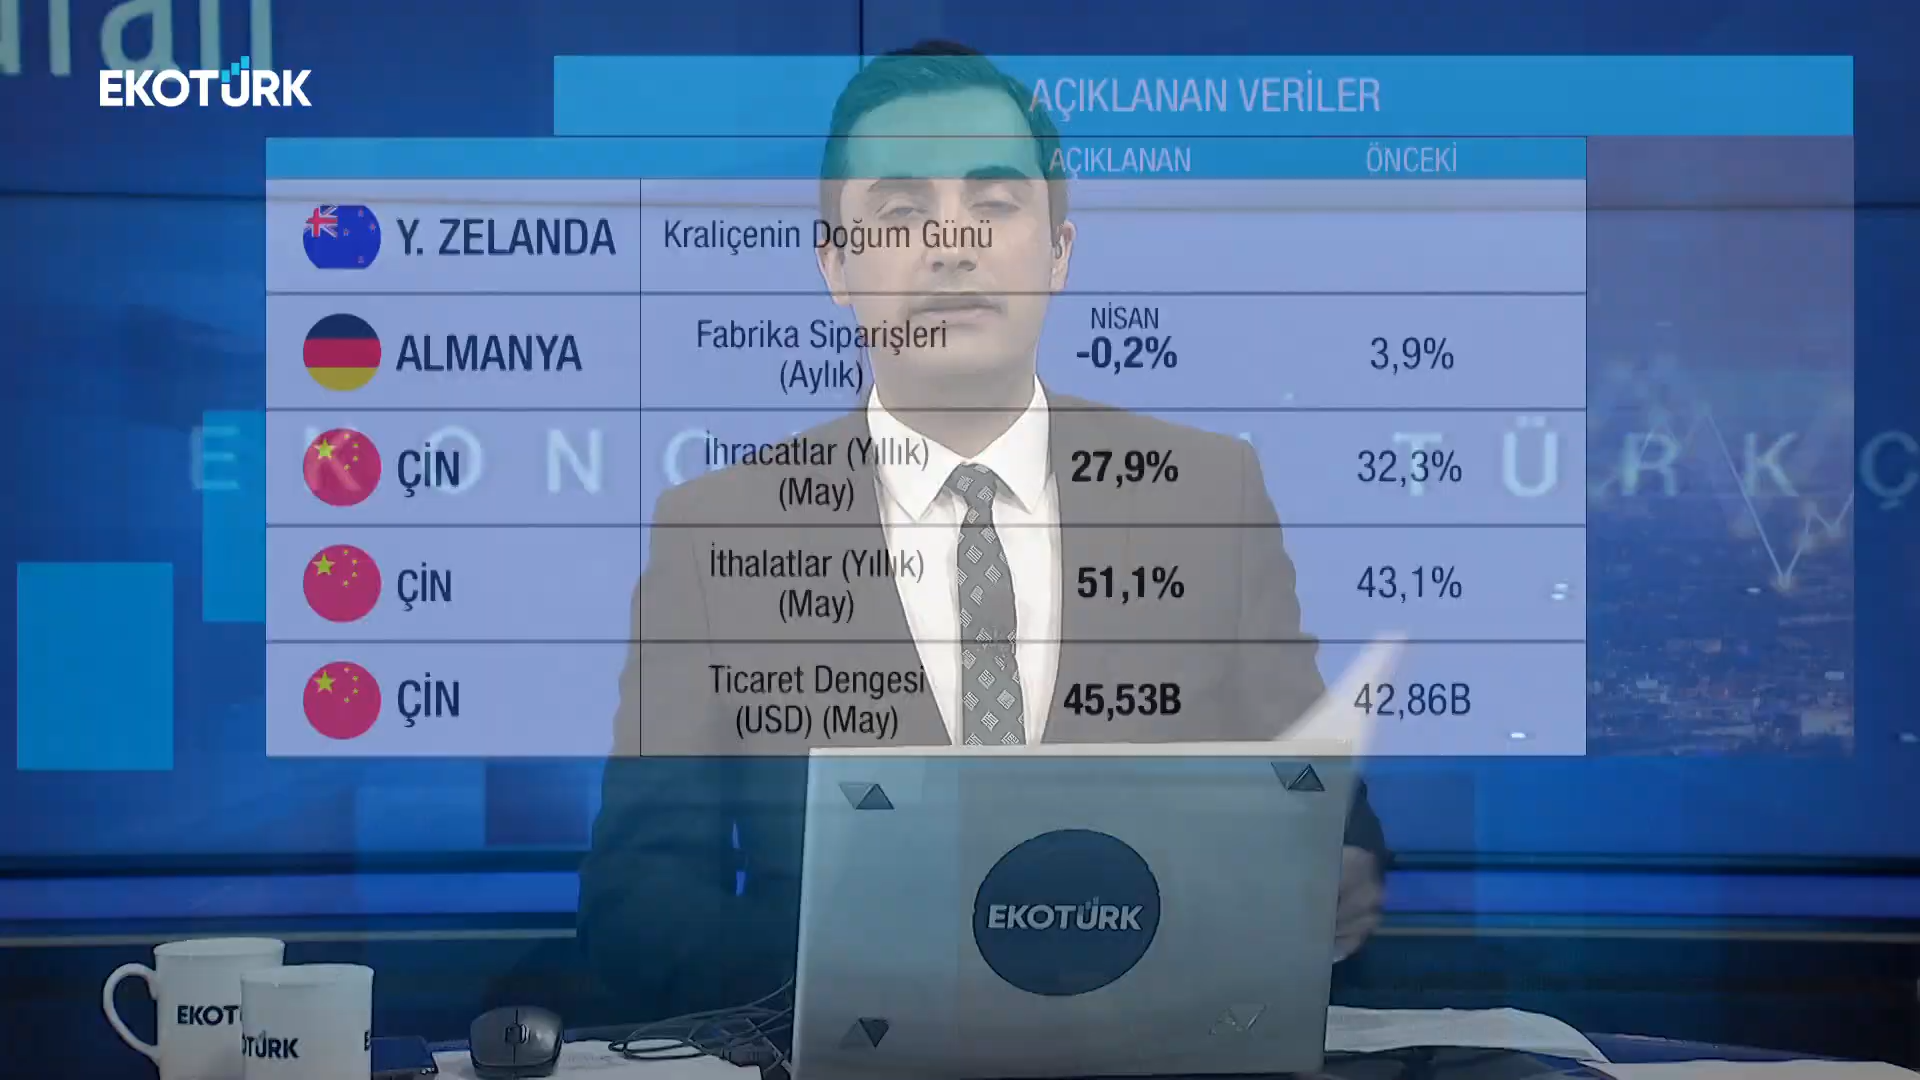 EKOTÜRK
AÇIKLANAN VERİLER
AÇIKLANAN ÖNCEKİ
Y. ZELANDA Kraliçenin Doğum Günü
ALMANYA Fabrika Siparişleri (Aylık) NİSAN -0,2% 3,9%
ÇİN İhracatlar (Yıllık) (May) 27,9% 32,3%
ÇİN İthalatlar (Yıllık) (May) 51,1% 43,1%
ÇİN Ticaret Dengesi (USD) (May) 45,53B 42,86B
EKOTÜRK